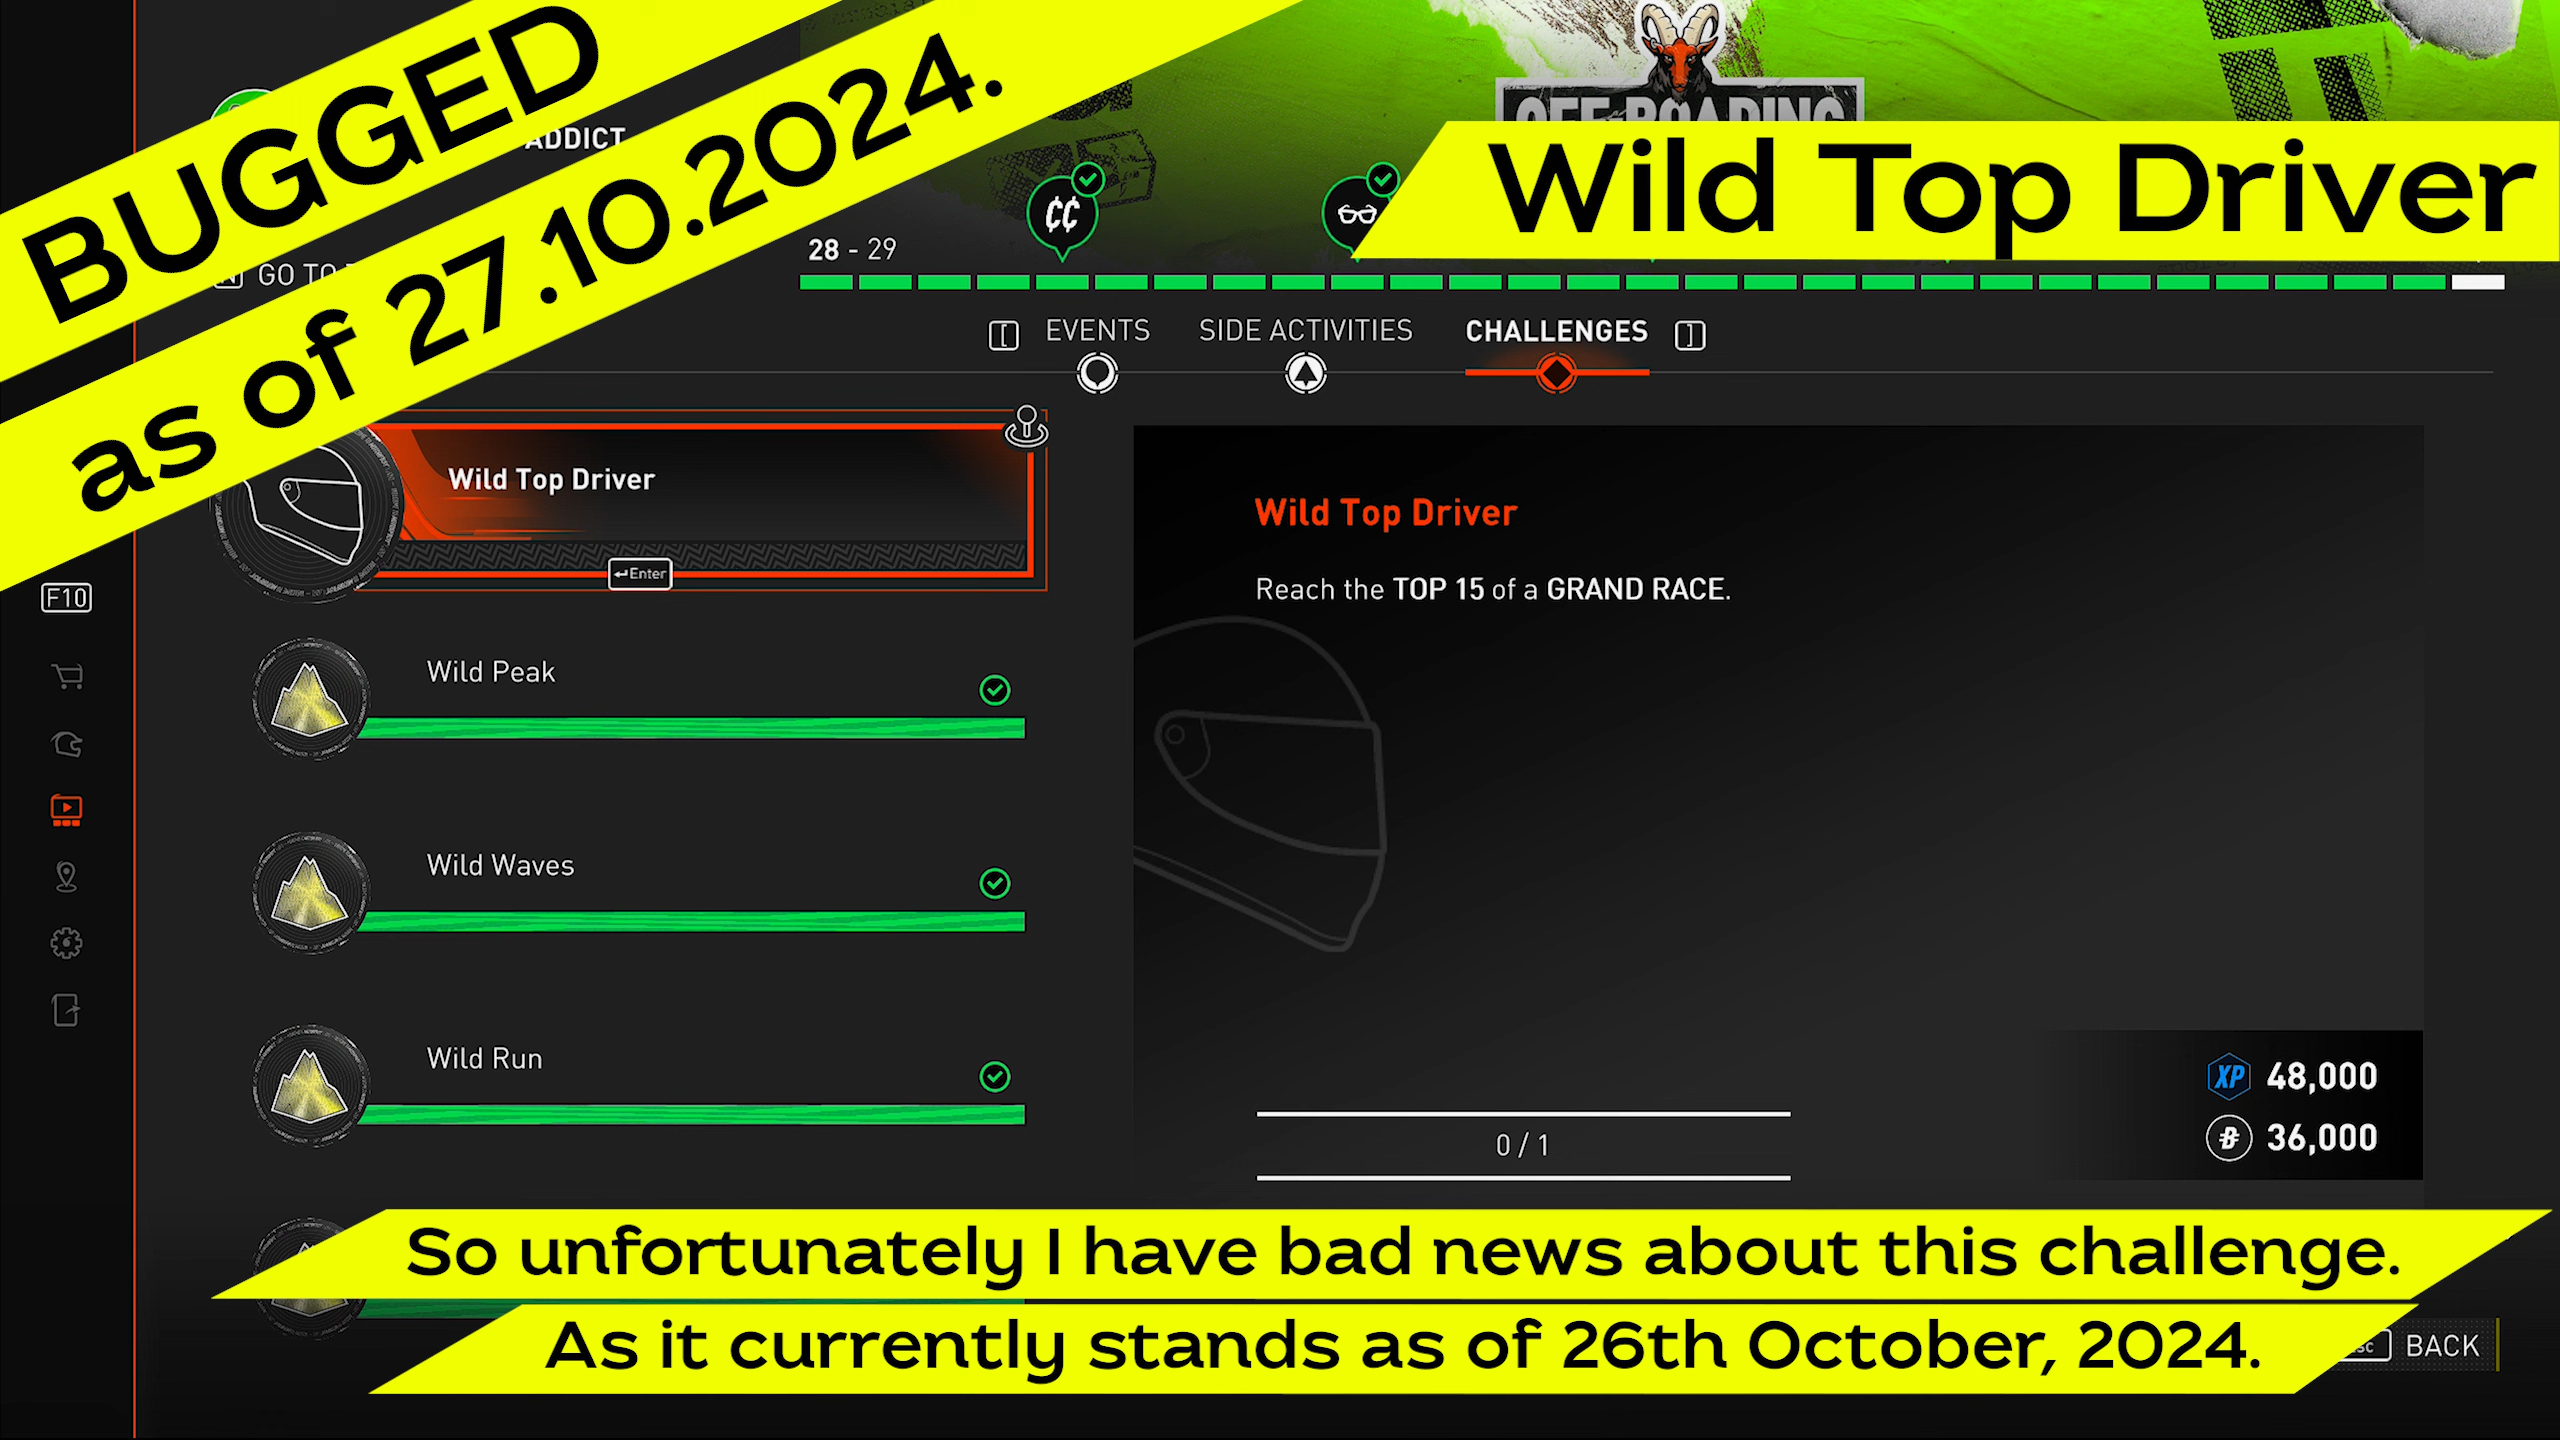 BUGGED
as of 27.10.2024.
ADDICT
OFF-ROADING
Wild Top Driver
28 - 29
GO TO
[ EVENTS SIDE ACTIVITIES CHALLENGES ]
Wild Top Driver
Enter
Wild Top Driver
Reach the TOP 15 of a GRAND RACE.
F10
Wild Peak
Wild Waves
Wild Run
XP 48,000
36,000
0 / 1
So unfortunately I have bad news about this challenge.
As it currently stands as of 26th October, 2024.
BACK